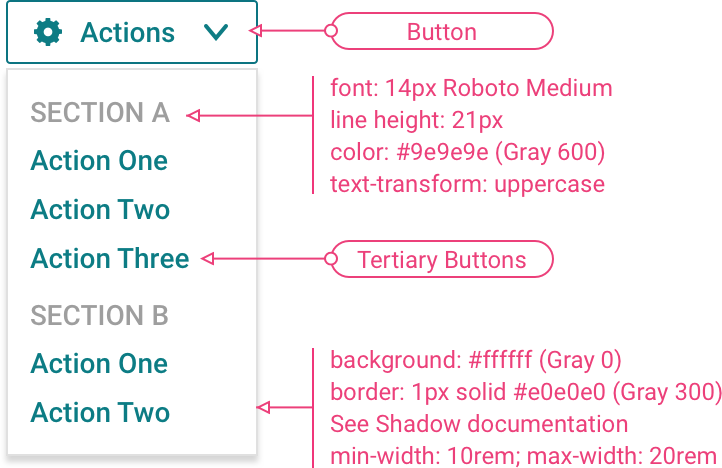 Actions
Button
SECTION A
Action One
Action Two
Action Three
SECTION B
Action One
Action Two
font: 14px Roboto Medium
line height: 21px
color: #9e9e9e (Gray 600)
text-transform: uppercase
Tertiary Buttons
background: #ffffff (Gray 0)
border: 1px solid #e0e0e0 (Gray 300)
See Shadow documentation
min-width: 10rem; max-width: 20rem